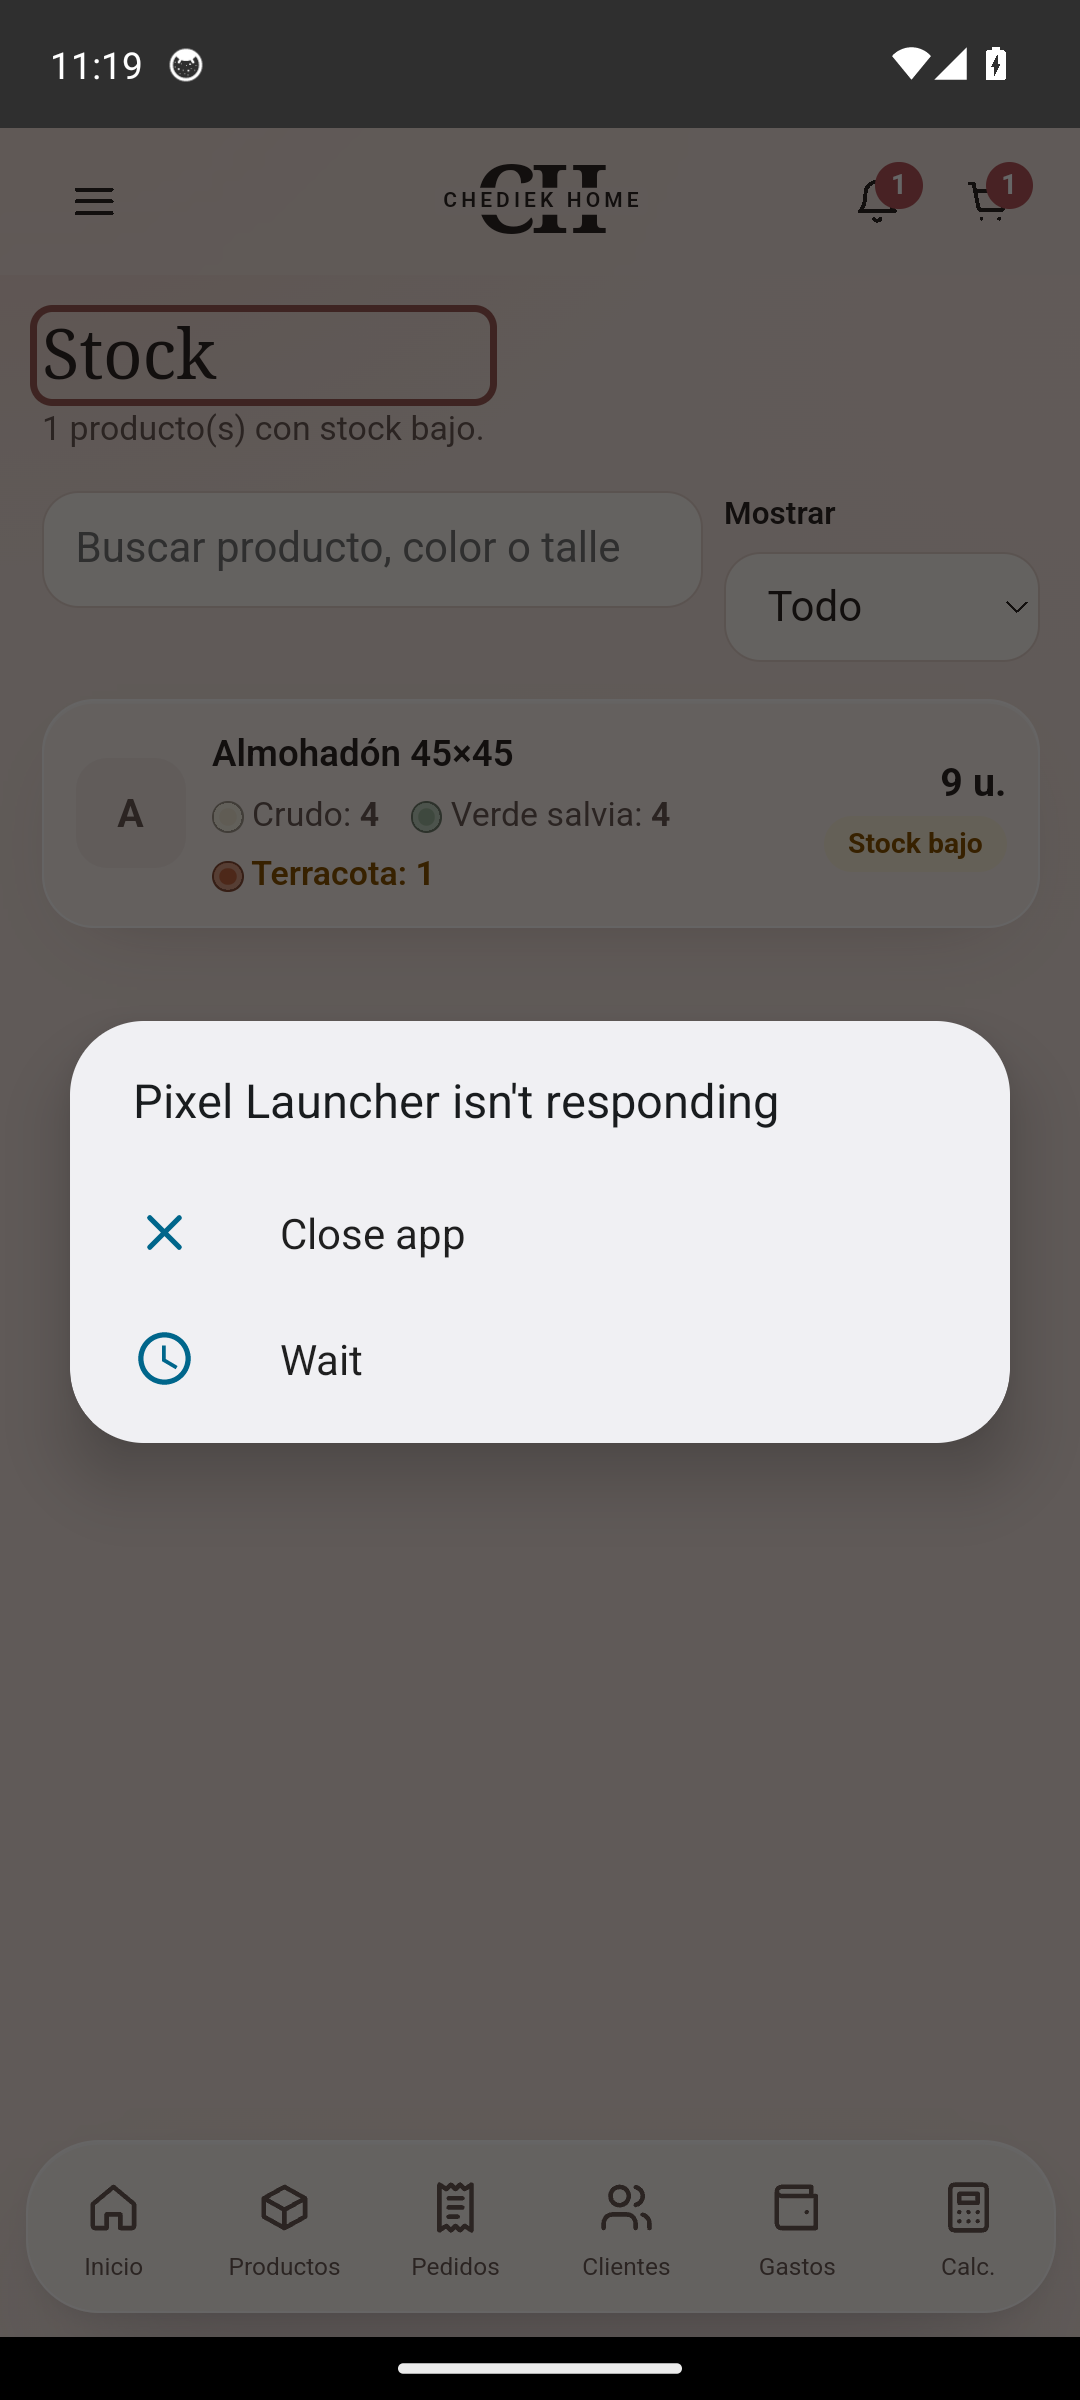 11:19
CH
CHEDIEK HOME
1
1
Stock
1 producto(s) con stock bajo.
Buscar producto, color o talle
Mostrar
Todo
A
Almohadón 45×45
Crudo: 4 Verde salvia: 4
Terracota: 1
9 u.
Stock bajo
Pixel Launcher isn't responding
Close app
Wait
Inicio
Productos
Pedidos
Clientes
Gastos
Calc.